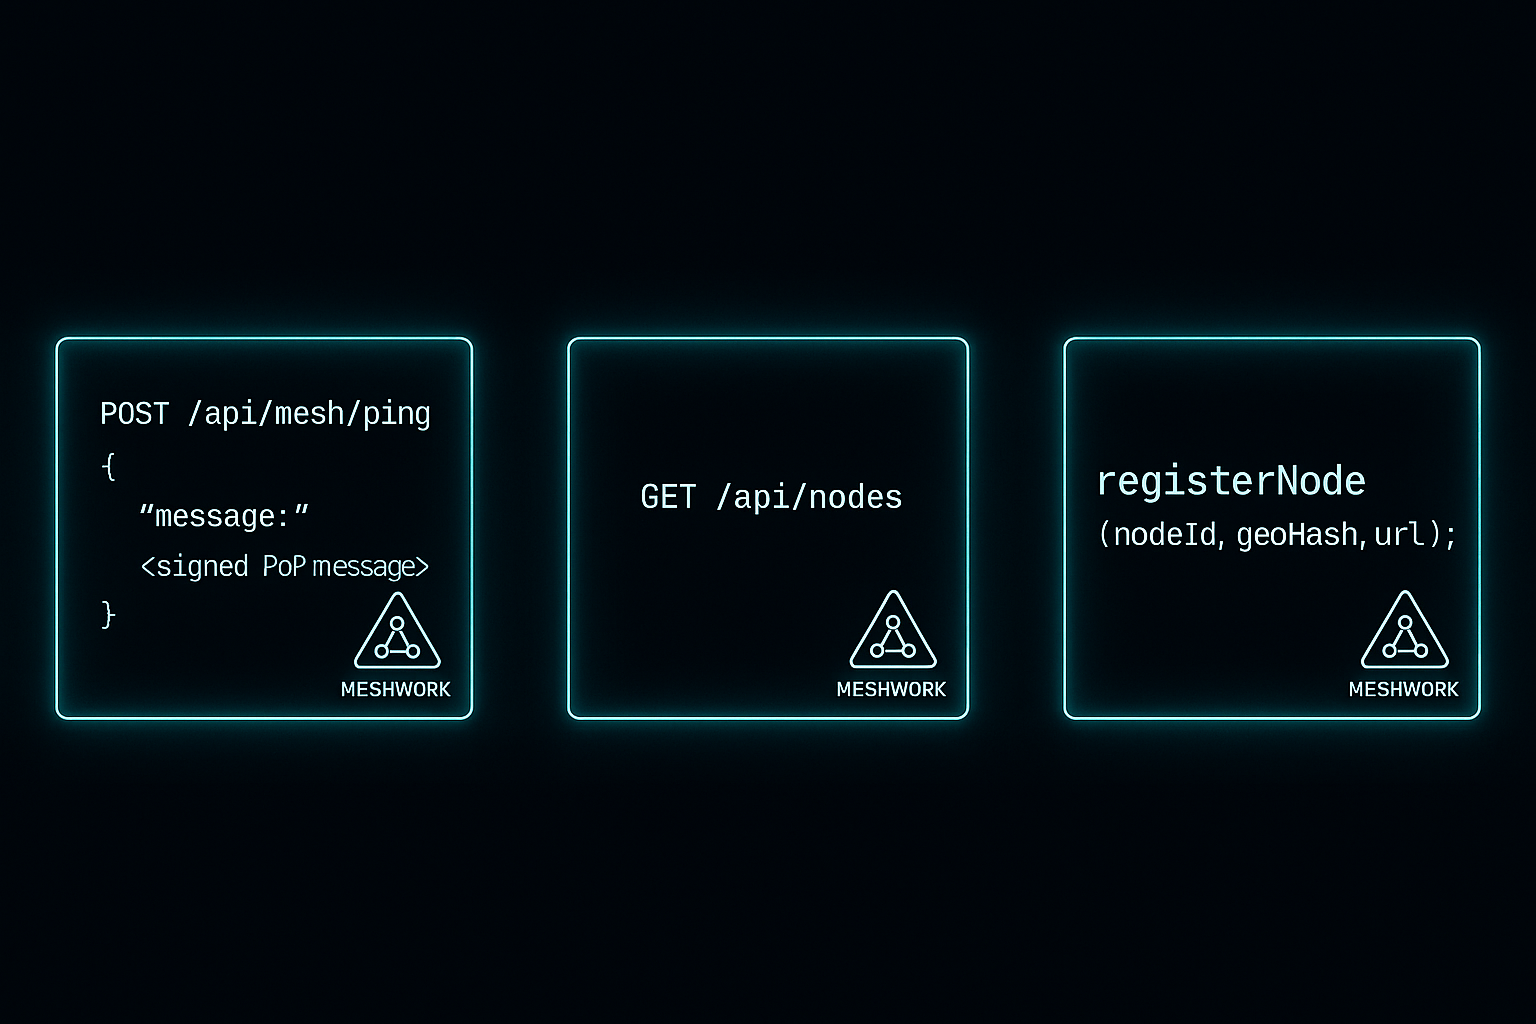 POST /api/mesh/ping
{
“message:”
<signed PoP message>
}
MESHWORK
GET /api/nodes
MESHWORK
registerNode
(nodeId, geoHash, url);
MESHWORK